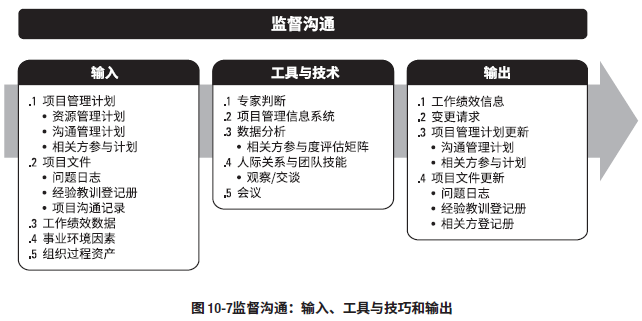 监督沟通
输入
.1 项目管理计划
• 资源管理计划
• 沟通管理计划
• 相关方参与计划
.2 项目文件
• 问题日志
• 经验教训登记册
• 项目沟通记录
.3 工作绩效数据
.4 事业环境因素
.5 组织过程资产
工具与技术
.1 专家判断
.2 项目管理信息系统
.3 数据分析
• 相关方参与度评估矩阵
.4 人际关系与团队技能
• 观察/交谈
.5 会议
输出
.1 工作绩效信息
.2 变更请求
.3 项目管理计划更新
• 沟通管理计划
• 相关方参与计划
.4 项目文件更新
• 问题日志
• 经验教训登记册
• 相关方登记册
图 10-7监督沟通：输入、工具与技巧和输出